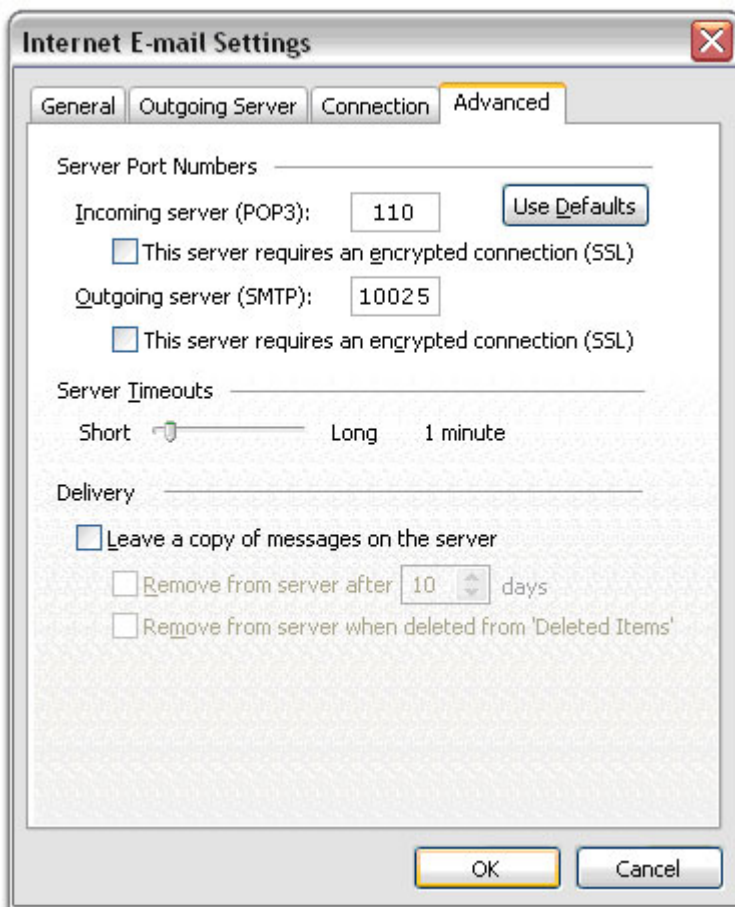 Internet E-mail Settings
General Outgoing Server Connection Advanced
Server Port Numbers
Incoming server (POP3): 110 Use Defaults
This server requires an encrypted connection (SSL)
Outgoing server (SMTP): 10025
This server requires an encrypted connection (SSL)
Server Timeouts
Short Long 1 minute
Delivery
Leave a copy of messages on the server
Remove from server after 10 days
Remove from server when deleted from 'Deleted Items'
OK Cancel